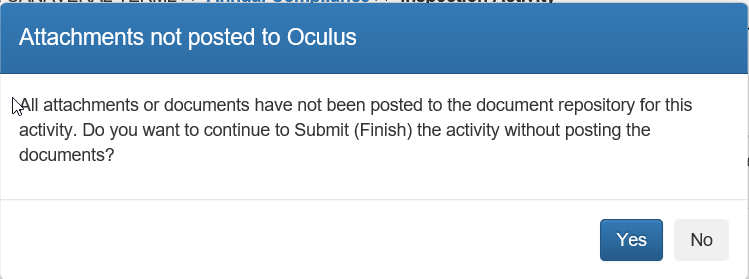 Attachments not posted to Oculus
All attachments or documents have not been posted to the document repository for this
activity. Do you want to continue to Submit (Finish) the activity without posting the
documents?
Yes
No